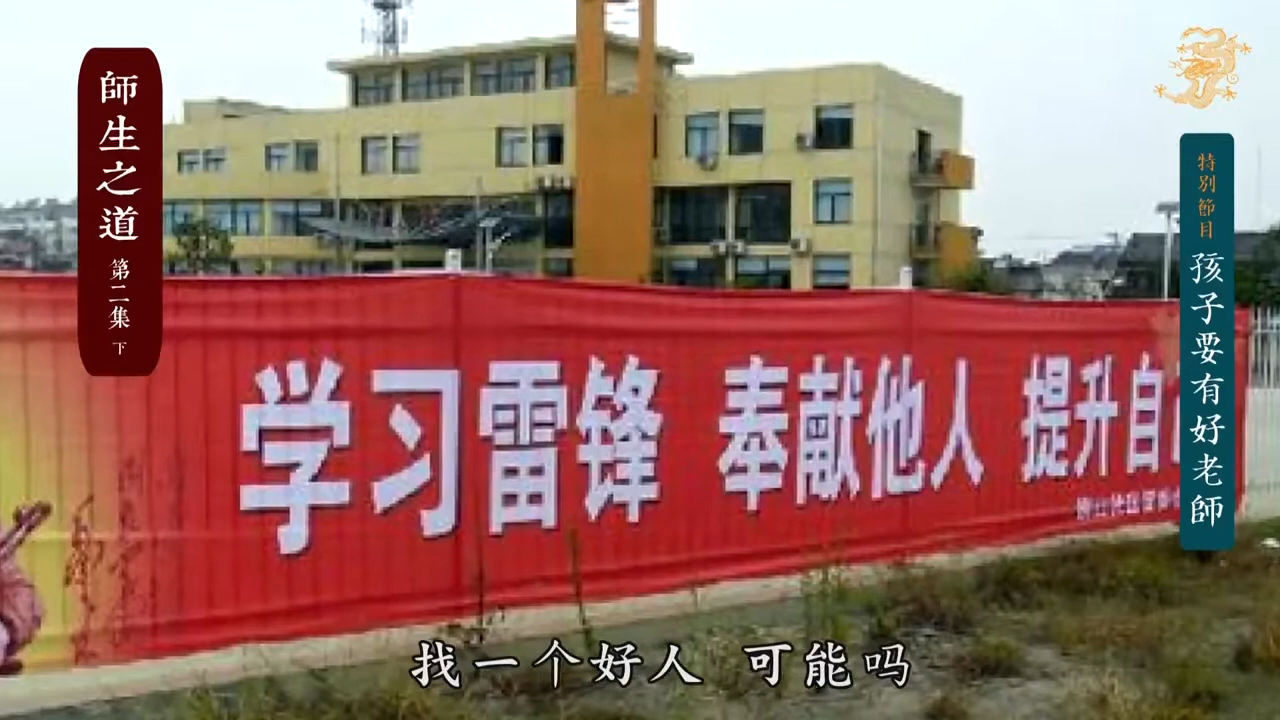 師生之道
第二集 下
特别節目
孩子要有好老師
学习雷锋 奉献他人 提升自
找一个好人 可能吗